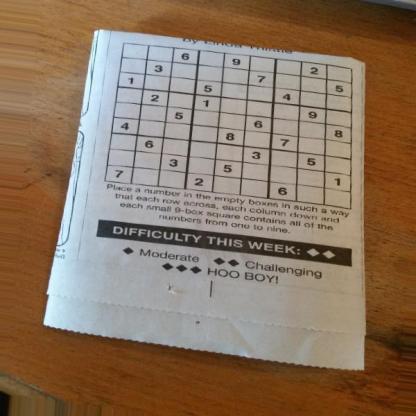 By Linda Thistle
6 9 2
3 7 5
1 5 4
2 1 9
6 8
4 8 7
6 3 5
3 5 1
7 2 6
Place a number in the empty boxes in such a way
that each row across, each column down and
each small 9-box square contains all of the
numbers from one to nine.
DIFFICULTY THIS WEEK: ◆◆
◆ Moderate ◆◆ Challenging
◆◆◆ HOO BOY!